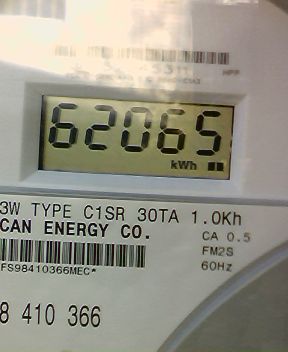 62065
kWh
3W TYPE C1SR 30TA 1.0Kh
CAN ENERGY CO.
CA 0.5
FM2S
60Hz
FS98410366MEC*
8 410 366